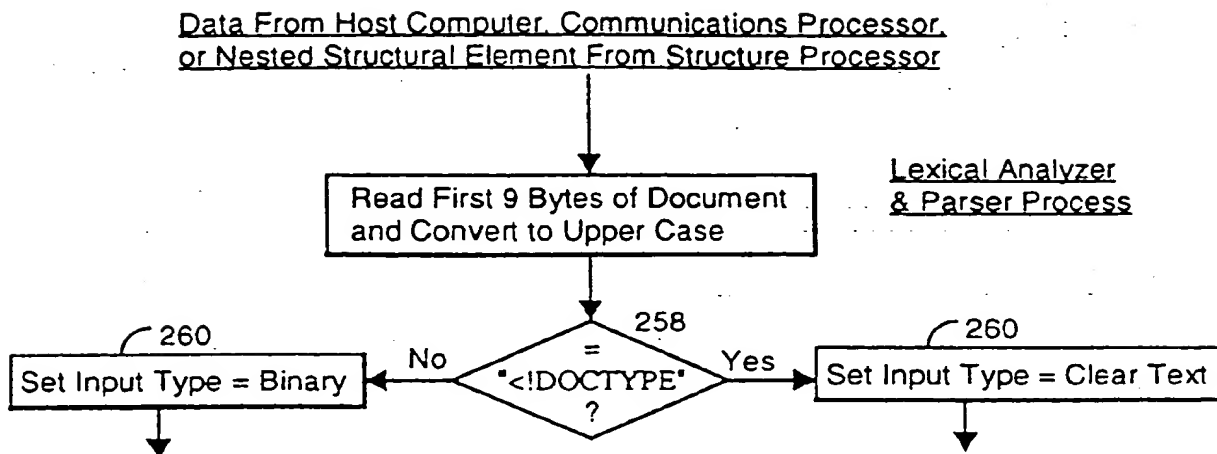 Data From Host Computer, Communications Processor,
or Nested Structural Element From Structure Processor
Read First 9 Bytes of Document
and Convert to Upper Case
Lexical Analyzer
& Parser Process
260
258
260
No
=
"<!DOCTYPE"
?
Yes
Set Input Type = Binary
Set Input Type = Clear Text